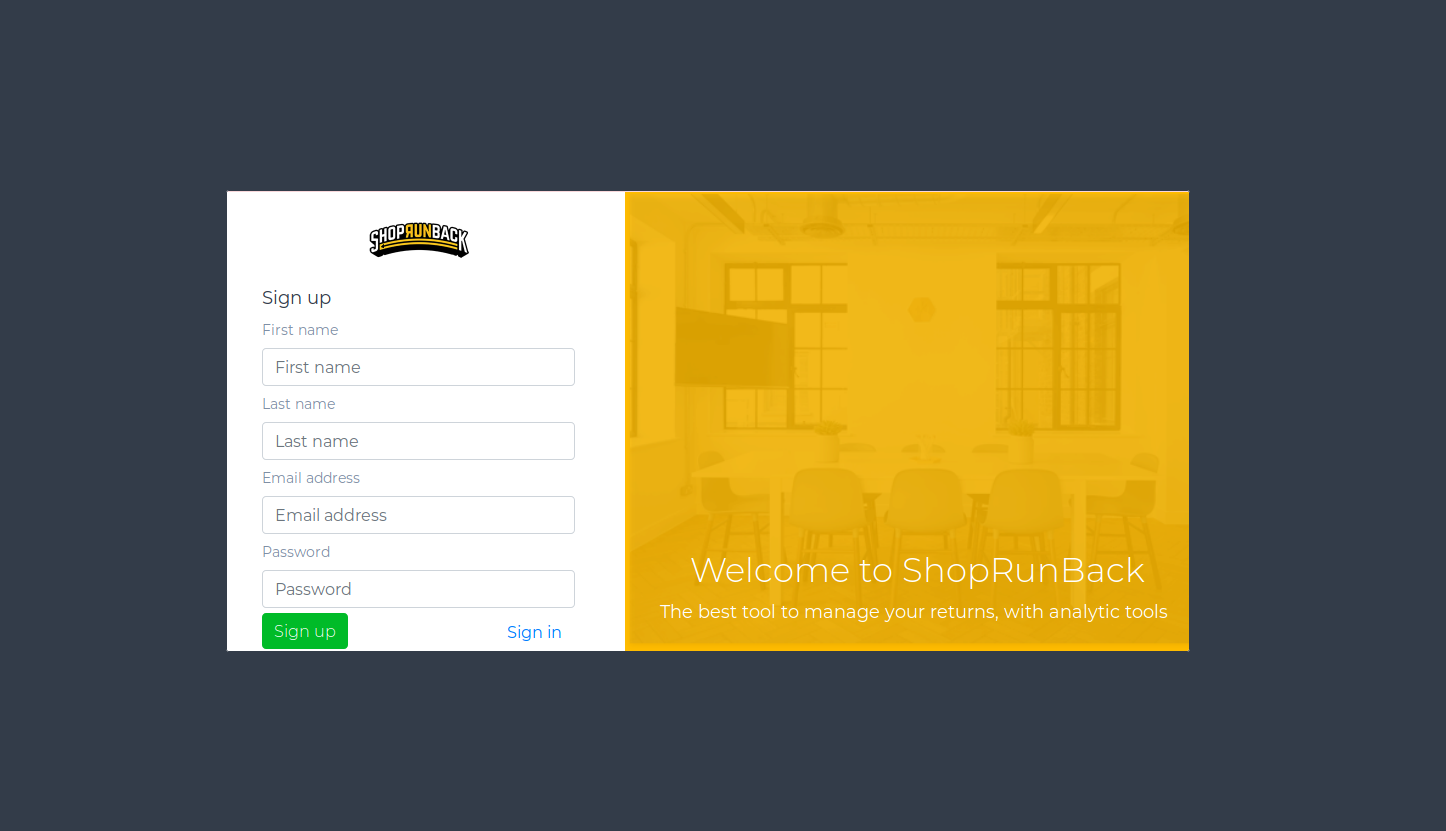 SHOPRUNBACK
Sign up
First name
First name
Last name
Last name
Email address
Email address
Password
Password
Sign up
Sign in
Welcome to ShopRunBack
The best tool to manage your returns, with analytic tools